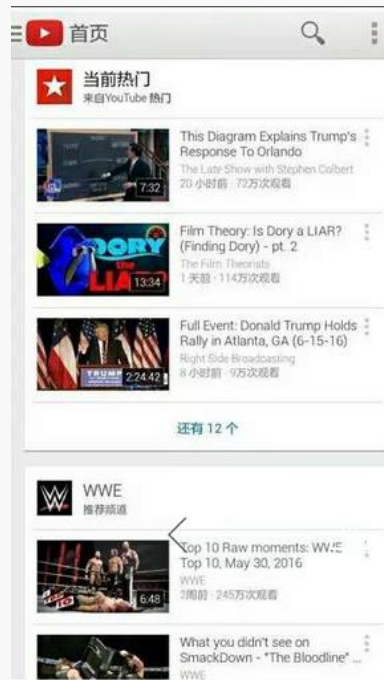 首页
当前热门
来自YouTube 热门
This Diagram Explains Trump's
Response To Orlando
The Late Show with Stephen Colbert
20 小时前 · 72万次观看
7:32
Film Theory: Is Dory a LIAR?
(Finding Dory) - pt. 2
The Film Theorists
1 天前 · 114万次观看
DORY
the
LIA
13:34
Full Event: Donald Trump Holds
Rally in Atlanta, GA (6-15-16)
Right Side Broadcasting
8 小时前 · 9万次观看
TRUMP
2:24:42
还有 12 个
WWE
推荐频道
Top 10 Raw moments: WWE
Top 10, May 30, 2016
WWE
2周前 · 245万次观看
TOP
10
6:48
What you didn't see on
SmackDown - "The Bloodline" ...
WWE